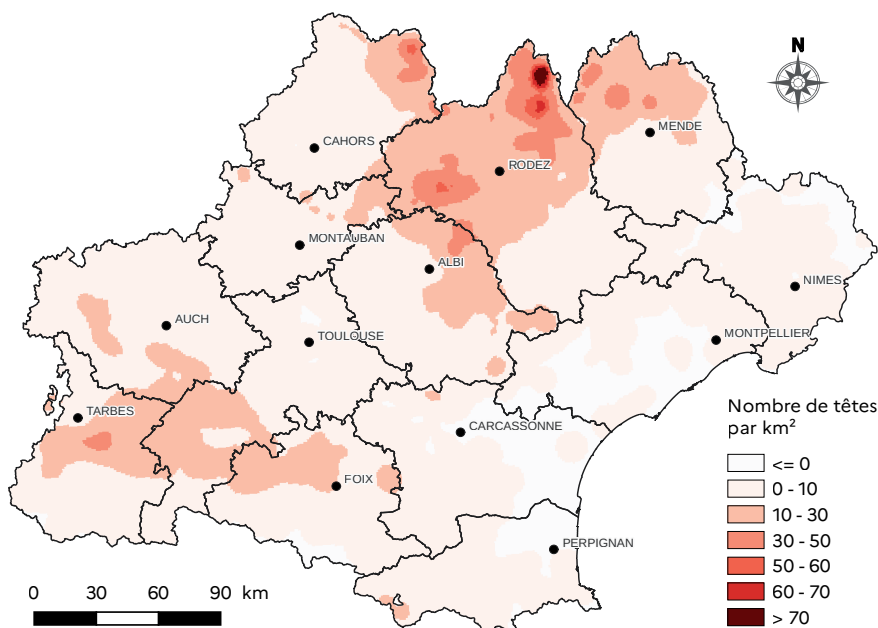 N
CAHORS
MENDE
RODEZ
MONTAUBAN
ALBI
NIMES
AUCH
TOULOUSE
MONTPELLIER
TARBES
CARCASSONNE
FOIX
PERPIGNAN
Nombre de têtes
par km²
<= 0
0 - 10
10 - 30
30 - 50
50 - 60
60 - 70
> 70
0 30 60 90 km